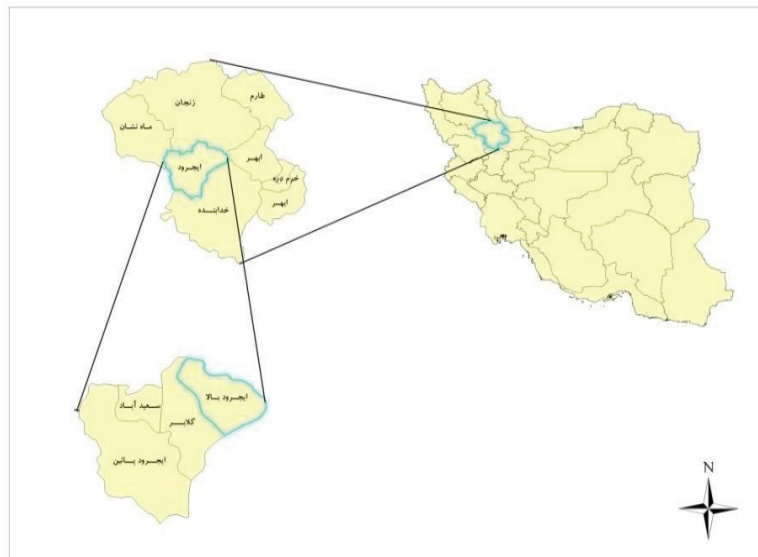 زنجان
طارم
ماه نشان
ابهر
ایجرود
خرم دره
ابهر
خدابنده
ایجرود بالا
سعید آباد
گلابر
ایجرود پائین
N